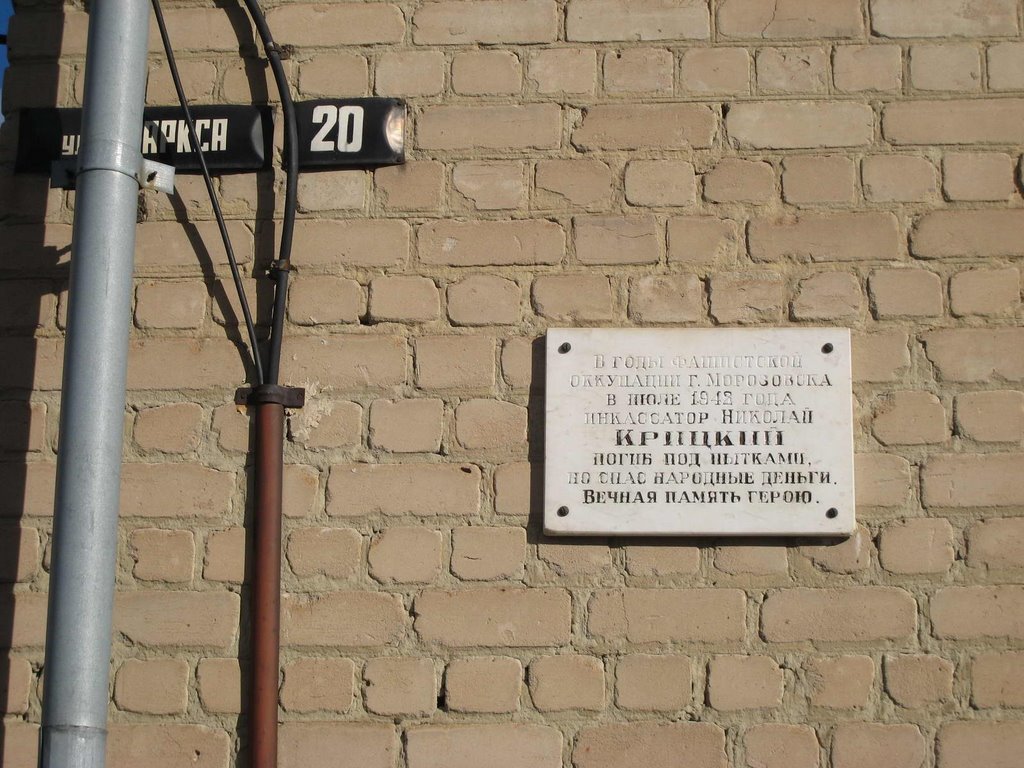 АРКСА 20
В ГОДЫ ФАШИСТСКОЙ
ОККУПАЦИИ Г. МОРОЗОВСКА
В ИЮЛЕ 1942 ГОДА
ИНКАССАТОР НИКОЛАЙ
КРИЦКИЙ
ПОГИБ ПОД ПЫТКАМИ,
НО СПАС НАРОДНЫЕ ДЕНЬГИ.
ВЕЧНАЯ ПАМЯТЬ ГЕРОЮ.